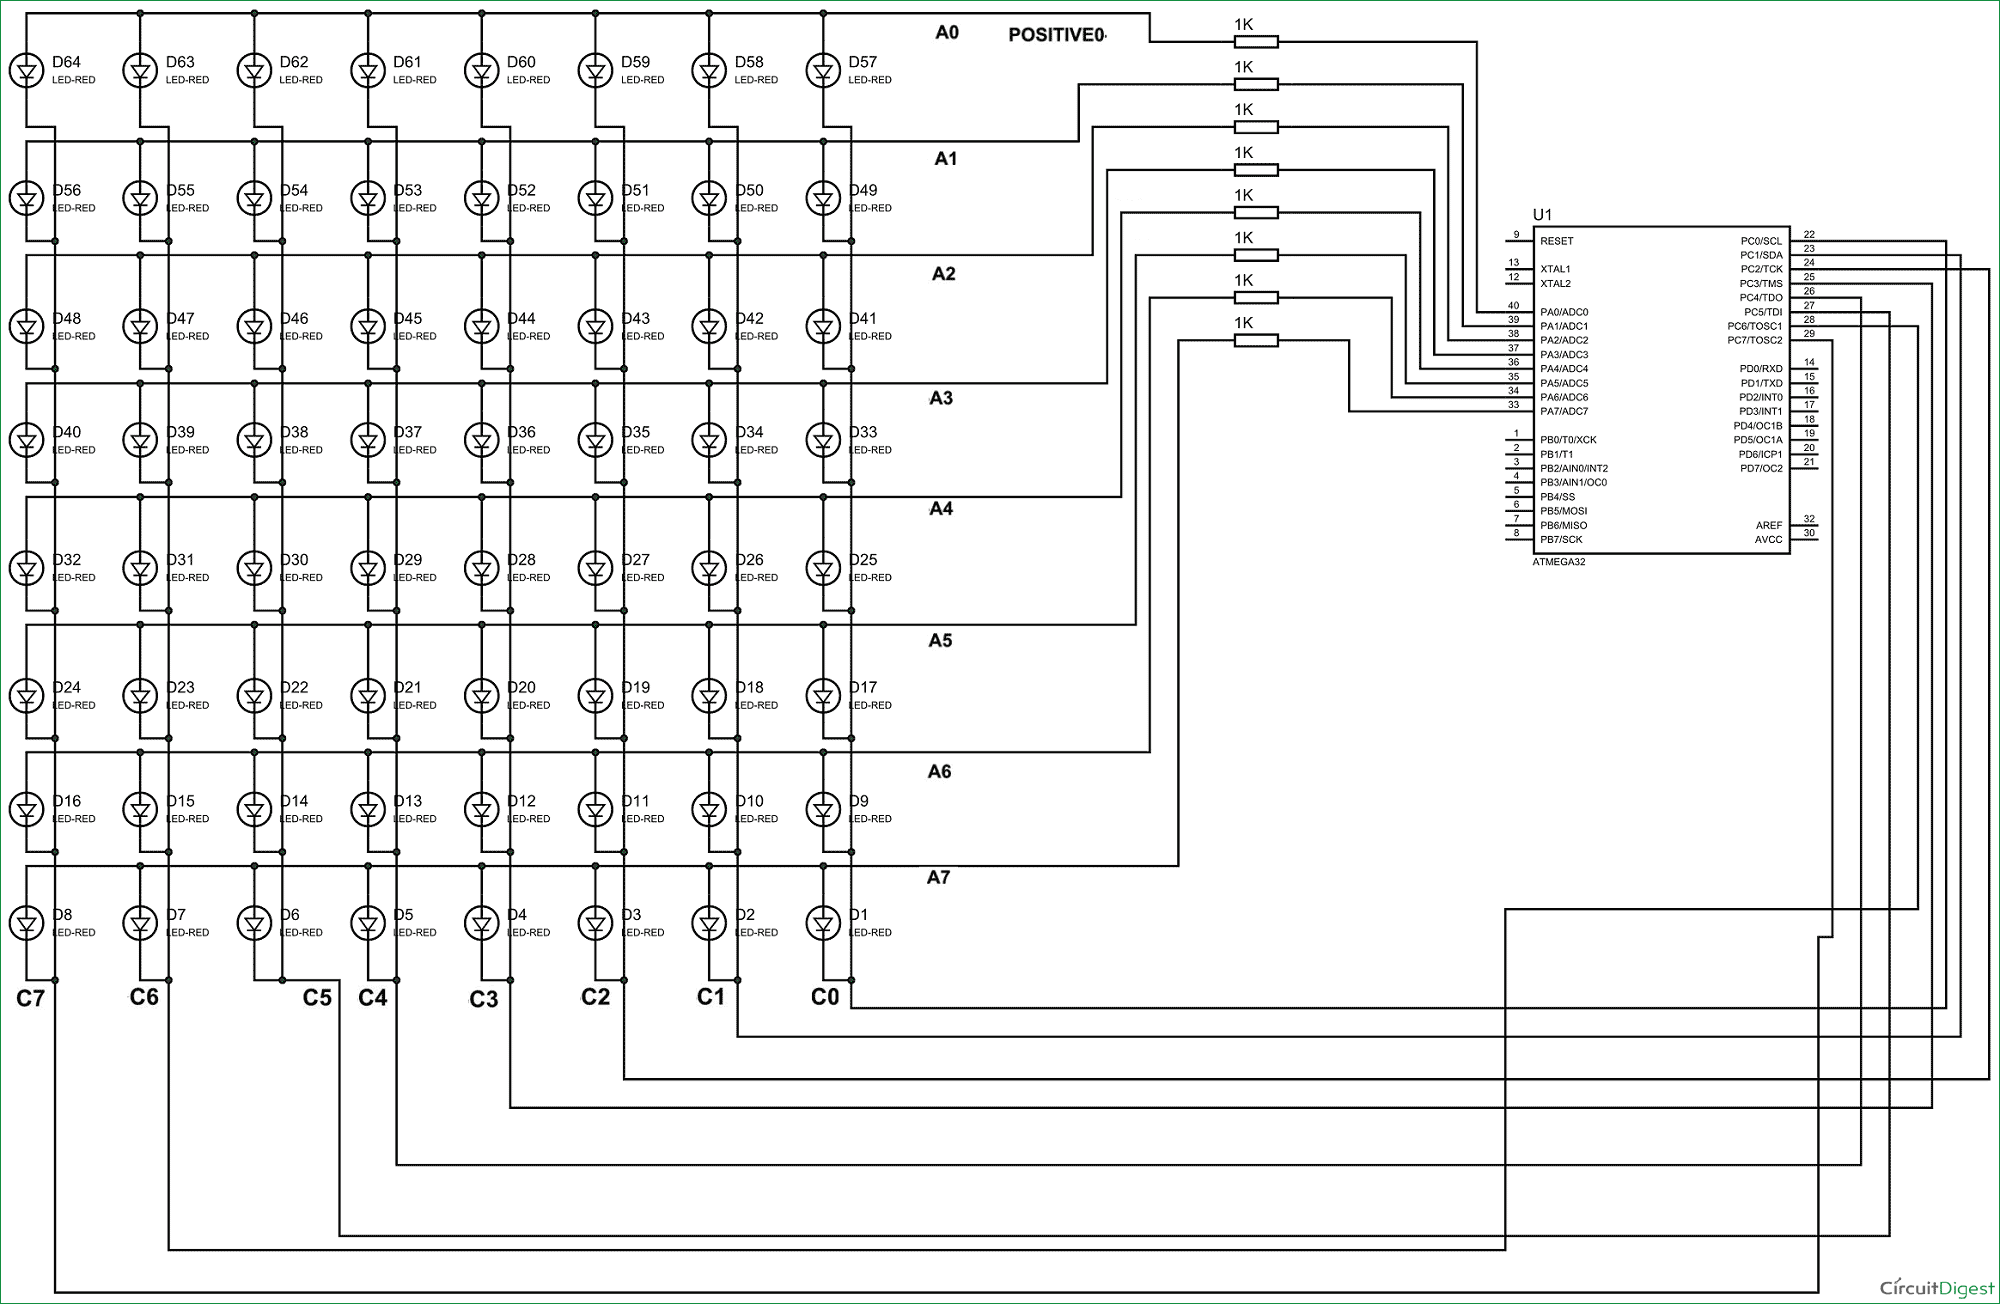 A0 POSITIVE0
1K
D64 D63 D62 D61 D60 D59 D58 D57
LED-RED LED-RED LED-RED LED-RED LED-RED LED-RED LED-RED LED-RED
1K
1K
A1
1K
D56 D55 D54 D53 D52 D51 D50 D49
LED-RED LED-RED LED-RED LED-RED LED-RED LED-RED LED-RED LED-RED
1K
1K
A2
1K
D48 D47 D46 D45 D44 D43 D42 D41
LED-RED LED-RED LED-RED LED-RED LED-RED LED-RED LED-RED LED-RED
1K
A3
D40 D39 D38 D37 D36 D35 D34 D33
LED-RED LED-RED LED-RED LED-RED LED-RED LED-RED LED-RED LED-RED
A4
D32 D31 D30 D29 D28 D27 D26 D25
LED-RED LED-RED LED-RED LED-RED LED-RED LED-RED LED-RED LED-RED
A5
D24 D23 D22 D21 D20 D19 D18 D17
LED-RED LED-RED LED-RED LED-RED LED-RED LED-RED LED-RED LED-RED
A6
D16 D15 D14 D13 D12 D11 D10 D9
LED-RED LED-RED LED-RED LED-RED LED-RED LED-RED LED-RED LED-RED
A7
D8 D7 D6 D5 D4 D3 D2 D1
LED-RED LED-RED LED-RED LED-RED LED-RED LED-RED LED-RED LED-RED
C7 C6 C5 C4 C3 C2 C1 C0
U1
9 RESET PC0/SCL 22
PC1/SDA 23
13 XTAL1 PC2/TCK 24
12 XTAL2 PC3/TMS 25
PC4/TDO 26
40 PA0/ADC0 PC5/TDI 27
39 PA1/ADC1 PC6/TOSC1 28
38 PA2/ADC2 PC7/TOSC2 29
37 PA3/ADC3
36 PA4/ADC4 PD0/RXD 14
35 PA5/ADC5 PD1/TXD 15
34 PA6/ADC6 PD2/INT0 16
33 PA7/ADC7 PD3/INT1 17
PD4/OC1B 18
1 PB0/T0/XCK PD5/OC1A 19
2 PB1/T1 PD6/ICP1 20
3 PB2/AIN0/INT2 PD7/OC2 21
4 PB3/AIN1/OC0
5 PB4/SS
6 PB5/MOSI
7 PB6/MISO AREF 32
8 PB7/SCK AVCC 30
ATMEGA32
CírcuitDigest